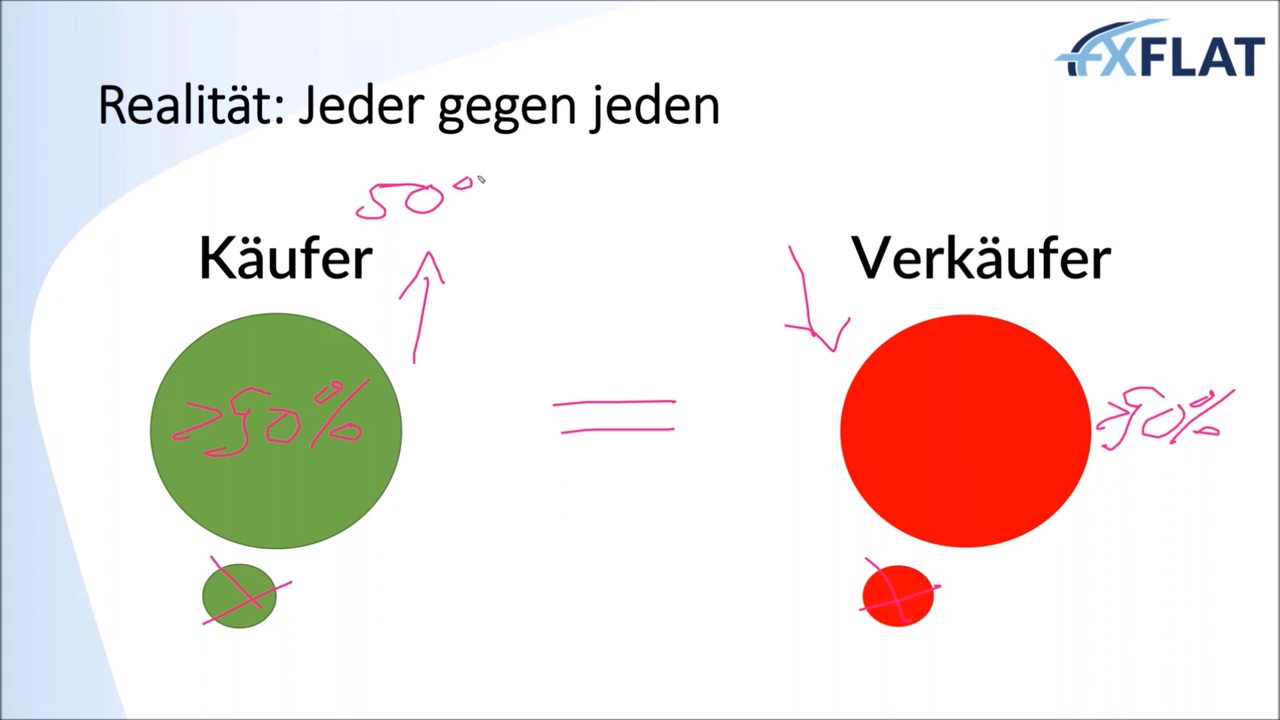 FXFLAT
Realität: Jeder gegen jeden
50°
Käufer
Verkäufer
>50%
>50%